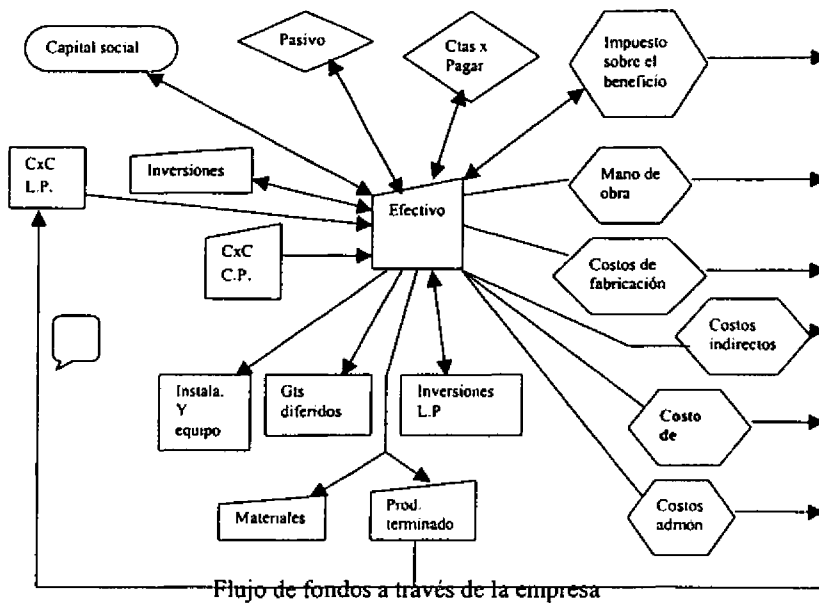 Capital social
Pasivo
Ctas x
Pagar
Impuesto
sobre el
beneficio
CxC
L.P.
Inversiones
Efectivo
Mano de
obra
CxC
C.P.
Costos de
fabricación
Costos
indirectos
Instala.
Y
equipo
Gts
diferidos
Inversiones
L.P
Costo
de
Materiales
Prod.
terminado
Costos
admón
Flujo de fondos a través de la empresa